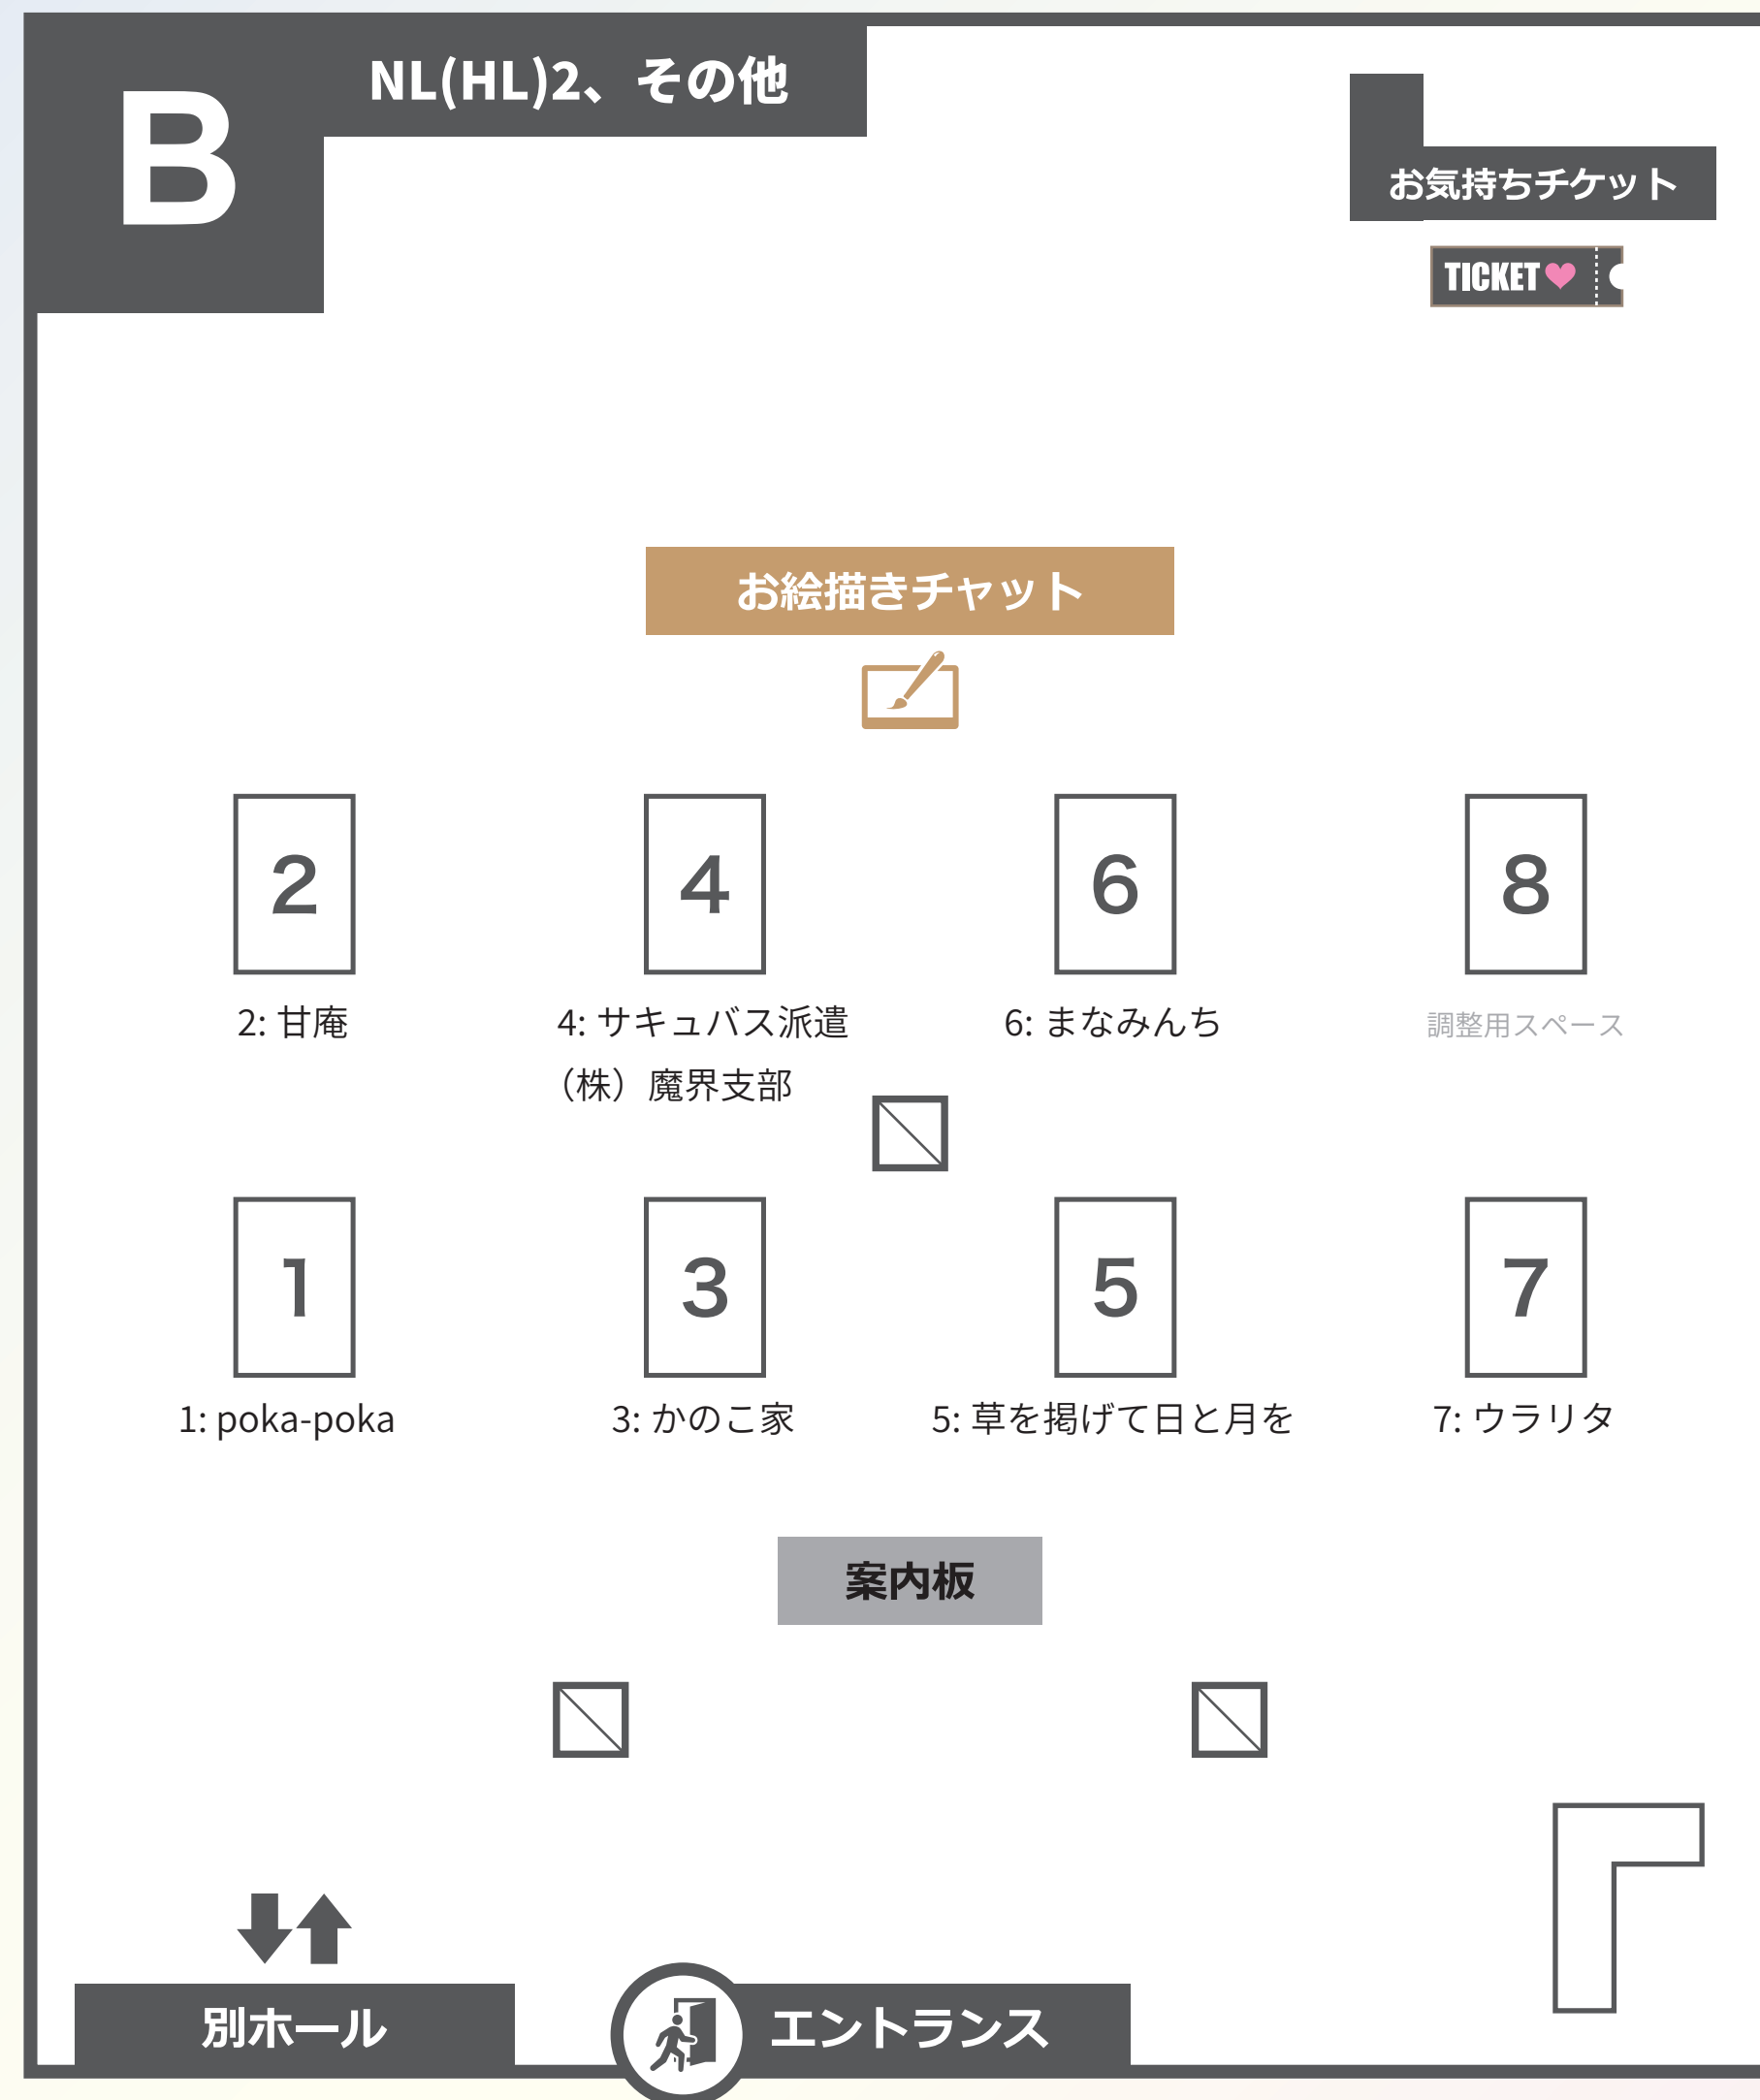 B
NL(HL)2、その他
お気持ちチケット
TICKET
お絵描きチャット
2
4
6
8
2: 甘庵
4: サキュバス派遣
（株）魔界支部
6: まなみんち
調整用スペース
1
3
5
7
1: poka-poka
3: かのこ家
5: 草を掲げて日と月を
7: ウラリタ
案内板
別ホール
エントランス